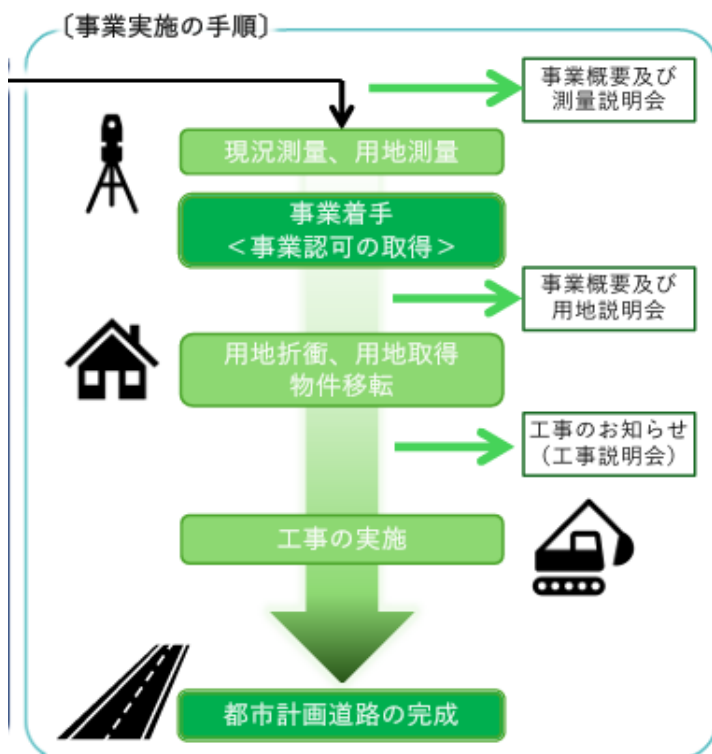 〔事業実施の手順〕
事業概要及び
測量説明会
現況測量、用地測量
事業着手
＜事業認可の取得＞
事業概要及び
用地説明会
用地折衝、用地取得
物件移転
工事のお知らせ
（工事説明会）
工事の実施
都市計画道路の完成